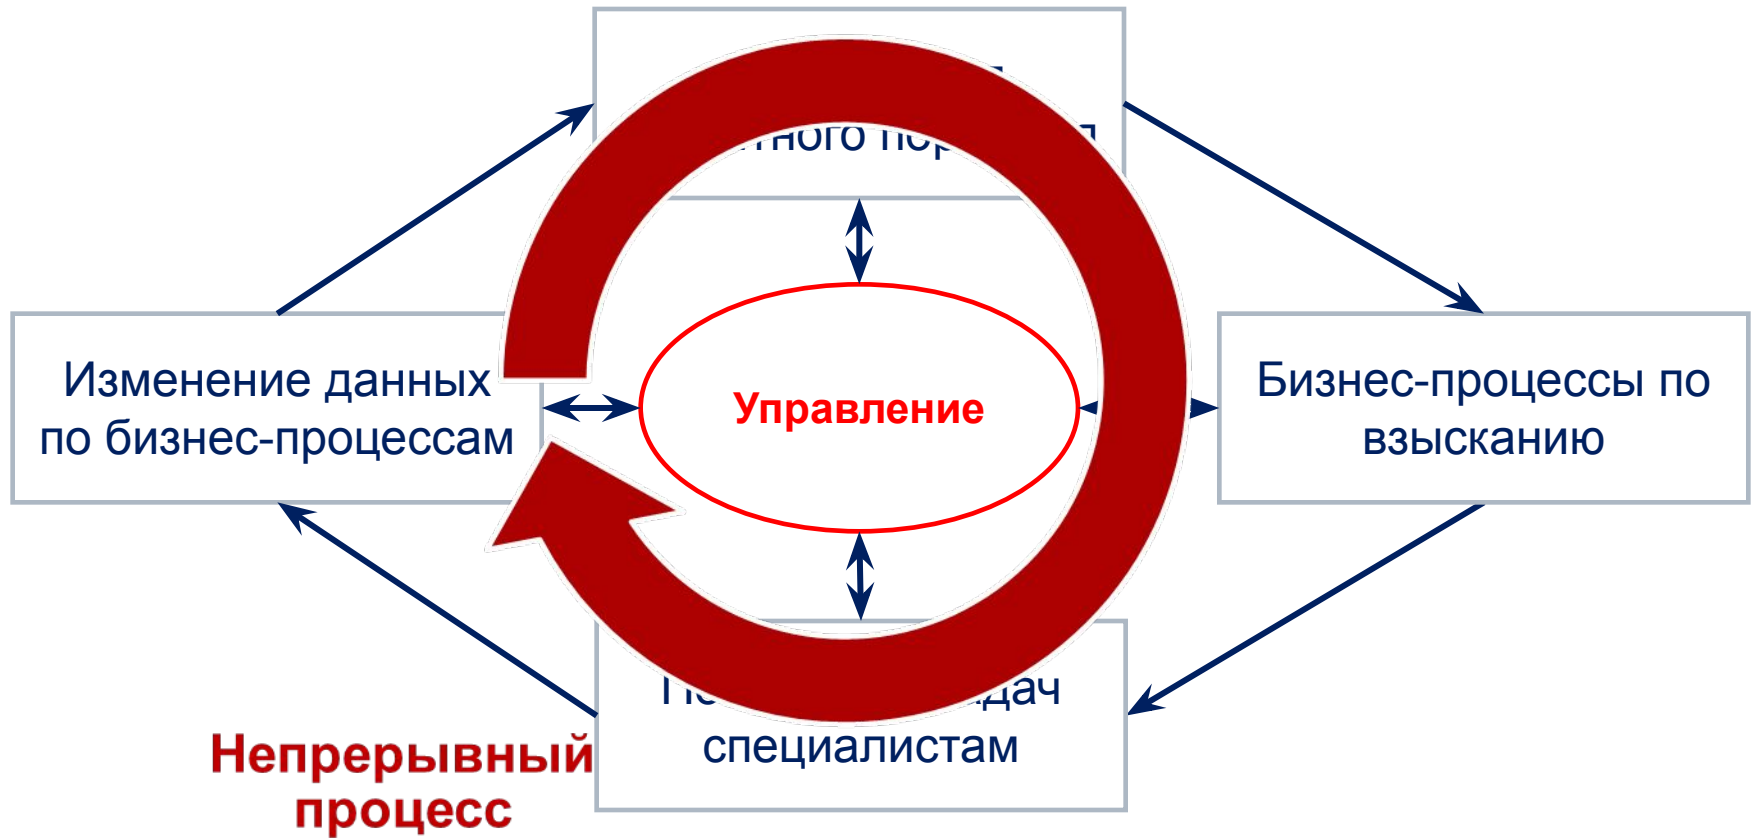 Изменение данных
по бизнес-процессам
Управление
Бизнес-процессы по
взысканию
специалистам
Непрерывный
процесс